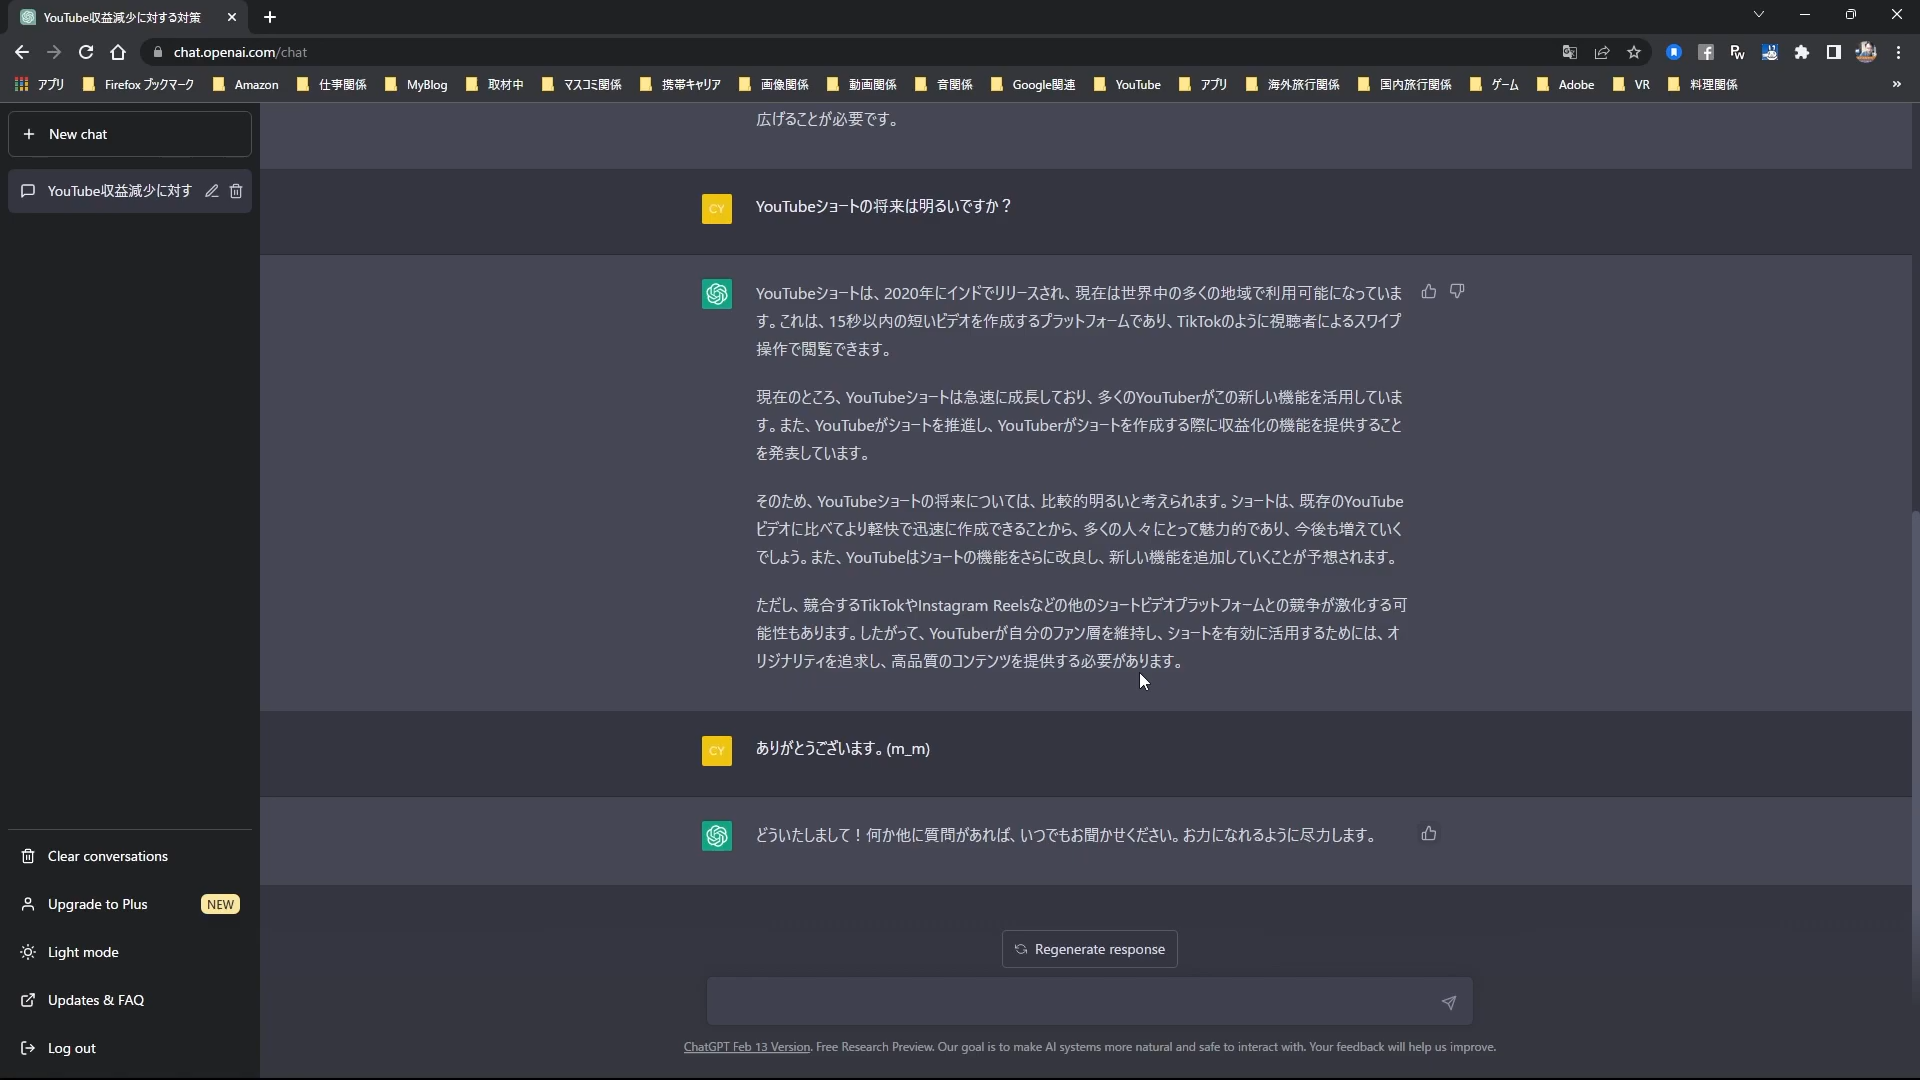 YouTube収益減少に対する対策
chat.openai.com/chat
アプリ Firefox ブックマーク Amazon 仕事関係 MyBlog 取材中 マスコミ関係 携帯キャリア 画像関係 動画関係 音関係 Google関連 YouTube アプリ 海外旅行関係 国内旅行関係 ゲーム Adobe VR 料理関係 »
New chat
YouTube収益減少に対す
広げることが必要です。
CY
YouTubeショートの将来は明るいですか？
YouTubeショートは、2020年にインドでリリースされ、現在は世界中の多くの地域で利用可能になっていま
す。これは、15秒以内の短いビデオを作成するプラットフォームであり、TikTokのように視聴者によるスワイプ
操作で閲覧できます。
現在のところ、YouTubeショートは急速に成長しており、多くのYouTuberがこの新しい機能を活用していま
す。また、YouTubeがショートを推進し、YouTuberがショートを作成する際に収益化の機能を提供すること
を発表しています。
そのため、YouTubeショートの将来については、比較的明るいと考えられます。ショートは、既存のYouTube
ビデオに比べてより軽快で迅速に作成できることから、多くの人々にとって魅力的であり、今後も増えていく
でしょう。また、YouTubeはショートの機能をさらに改良し、新しい機能を追加していくことが予想されます。
ただし、競合するTikTokやInstagram Reelsなどの他のショートビデオプラットフォームとの競争が激化する可
能性もあります。したがって、YouTuberが自分のファン層を維持し、ショートを有効に活用するためには、オ
リジナリティを追求し、高品質のコンテンツを提供する必要があります。
CY
ありがとうございます。(m_m)
どういたしまして！何か他に質問があれば、いつでもお聞かせください。お力になれるように尽力します。
Clear conversations
Upgrade to Plus NEW
Light mode
Updates & FAQ
Log out
Regenerate response
ChatGPT Feb 13 Version. Free Research Preview. Our goal is to make AI systems more natural and safe to interact with. Your feedback will help us improve.